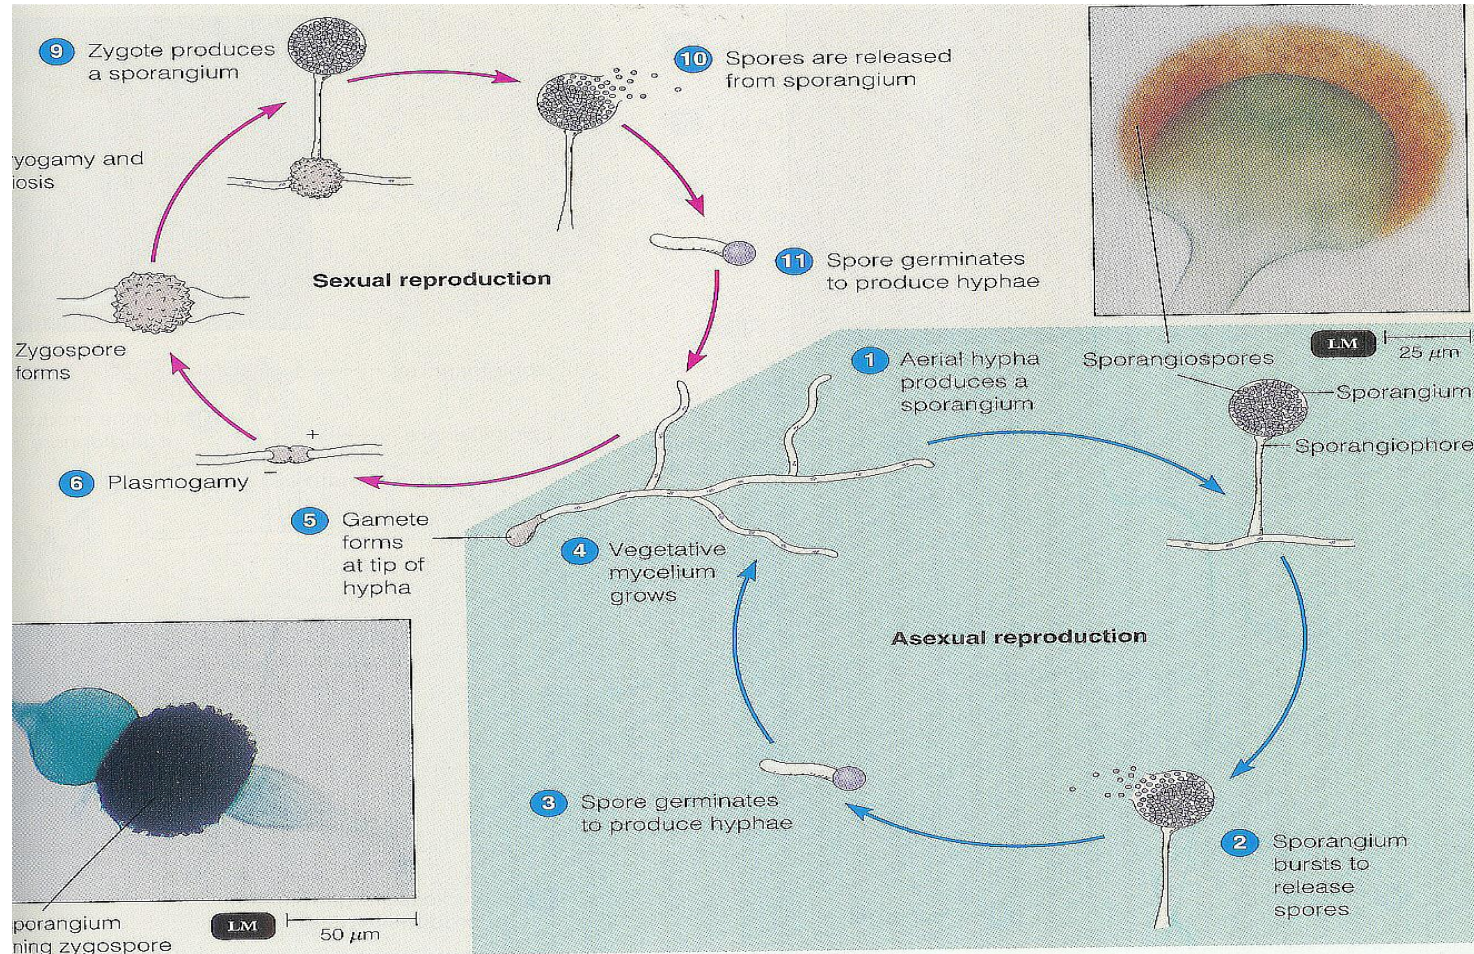 9 Zygote produces
a sporangium
10 Spores are released
from sporangium
yogamy and
iosis
Sexual reproduction
11 Spore germinates
to produce hyphae
Zygospore
forms
+
−
6 Plasmogamy
5 Gamete
forms
at tip of
hypha
LM
25 µm
1 Aerial hypha
produces a
sporangium
Sporangiospores
Sporangium
Sporangiophore
4 Vegetative
mycelium
grows
Asexual reproduction
3 Spore germinates
to produce hyphae
2 Sporangium
bursts to
release
spores
porangium
ning zygospore
LM
50 µm